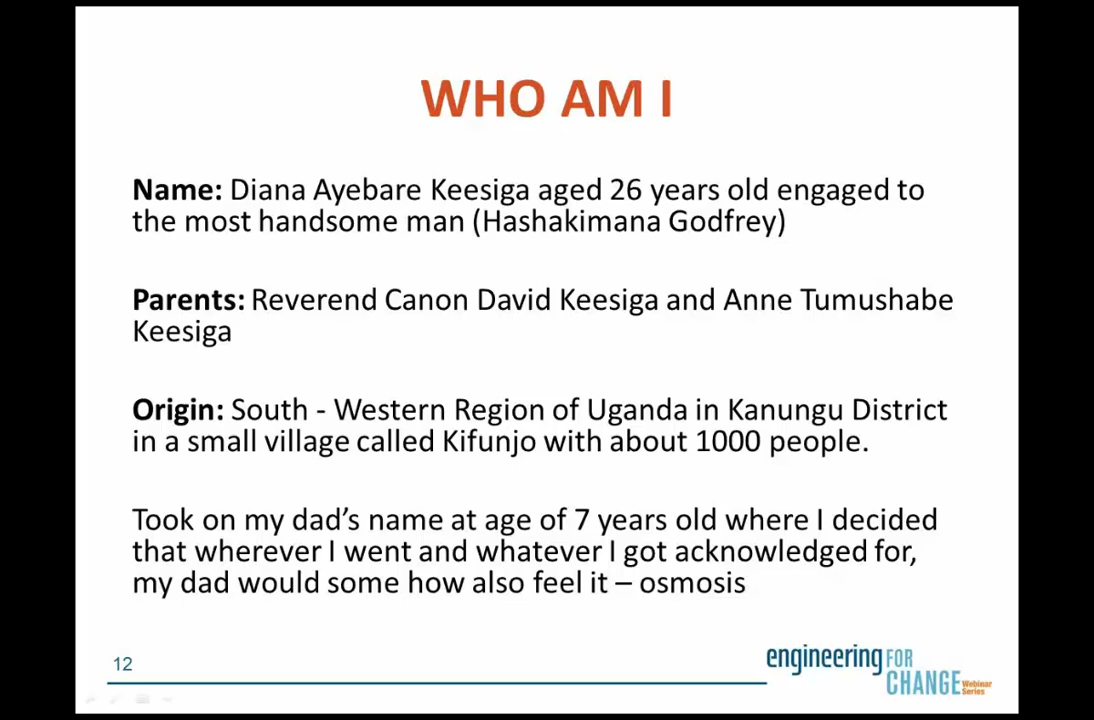 WHO AM I
Name: Diana Ayebare Keesiga aged 26 years old engaged to
the most handsome man (Hashakimana Godfrey)
Parents: Reverend Canon David Keesiga and Anne Tumushabe
Keesiga
Origin: South - Western Region of Uganda in Kanungu District
in a small village called Kifunjo with about 1000 people.
Took on my dad’s name at age of 7 years old where I decided
that wherever I went and whatever I got acknowledged for,
my dad would some how also feel it – osmosis
12
engineering FOR
CHANGE Webinar
Series